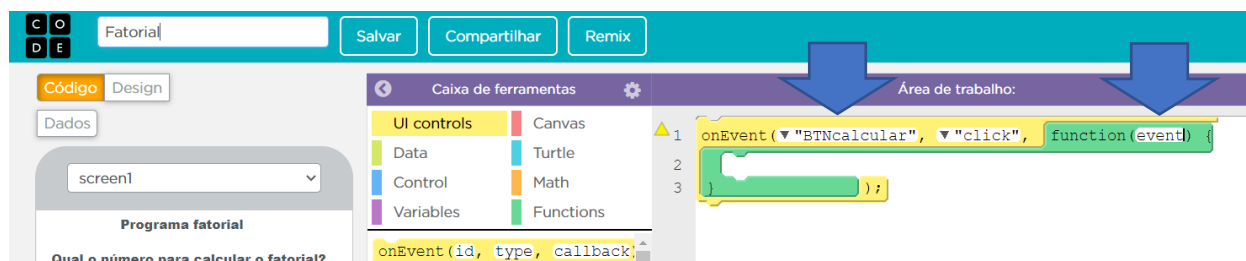 C O
D E
Fatorial
Salvar
Compartilhar
Remix
Código
Design
Dados
screen1
Programa fatorial
Qual o número para calcular o fatorial?
Caixa de ferramentas
UI controls
Canvas
Data
Turtle
Control
Math
Variables
Functions
onEvent(id, type, callback)
Área de trabalho:
1 onEvent(▼"BTNcalcular", ▼"click", function(event) {
2
3 } );